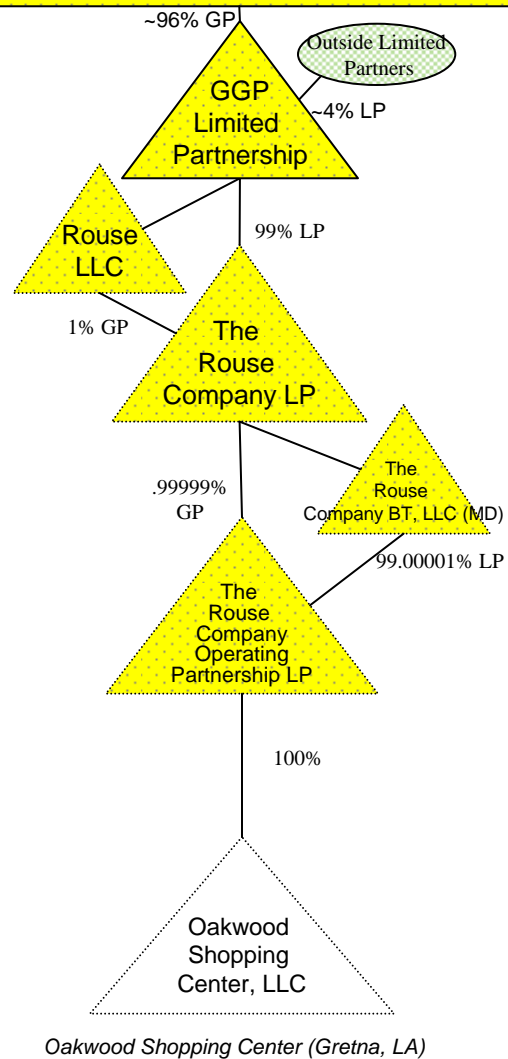 ~96% GP
Outside Limited
Partners
GGP
Limited
Partnership
~4% LP
Rouse
LLC
99% LP
1% GP
The
Rouse
Company LP
The
Rouse
Company BT, LLC (MD)
.99999%
GP
99.00001% LP
The
Rouse
Company
Operating
Partnership LP
100%
Oakwood
Shopping
Center, LLC
Oakwood Shopping Center (Gretna, LA)